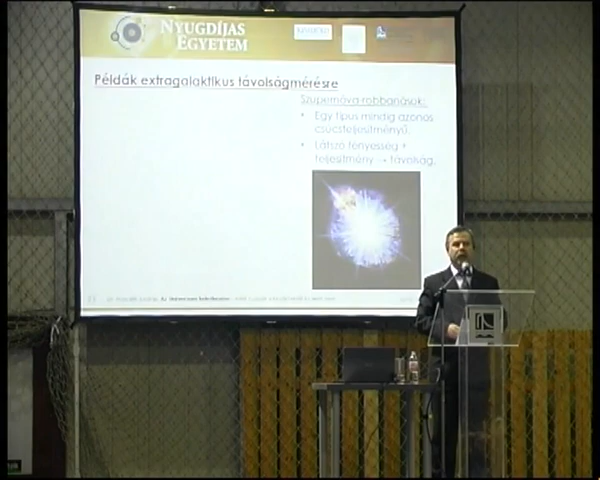 NYUGDÍJAS
EGYETEM
Példák extragalaktikus távolságmérésre
Szupernóva robbanások:
• Egy típus mindig azonos
csúcsteljesítményű.
• Látszó fényesség +
teljesítmény → távolság.